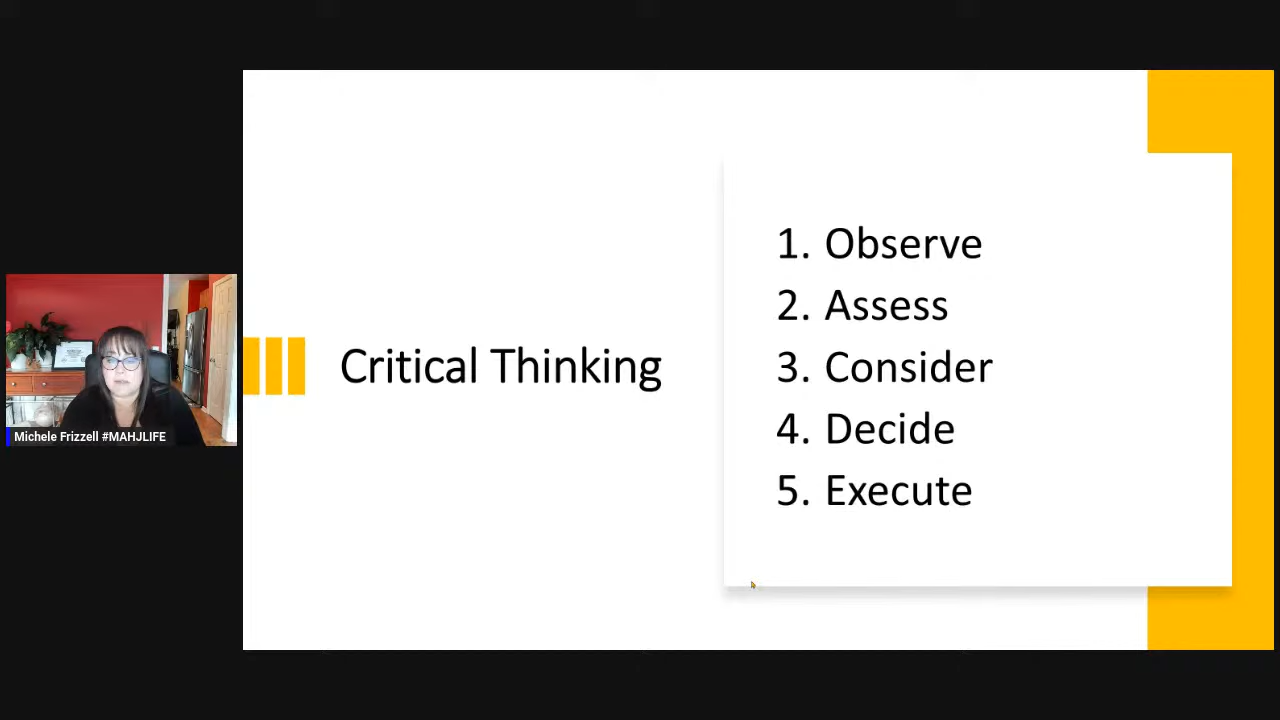 Critical Thinking
1. Observe
2. Assess
3. Consider
4. Decide
5. Execute
Michele Frizzell #MAHJLIFE